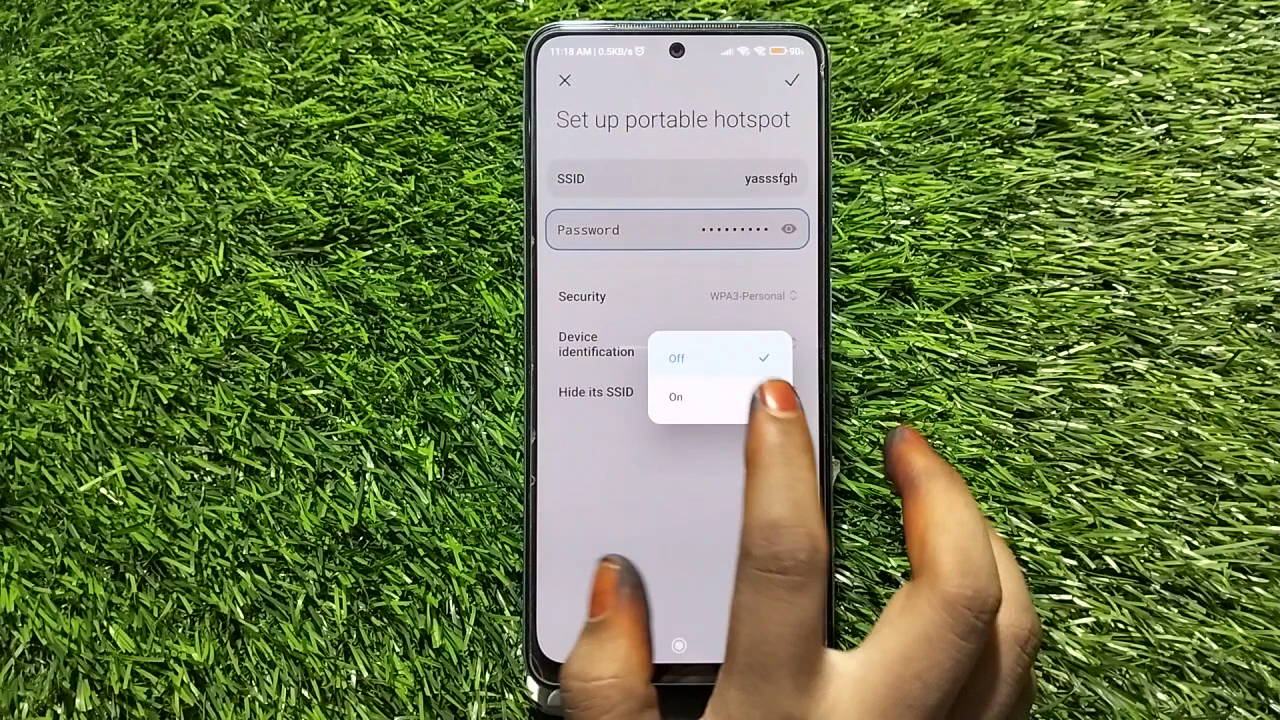 11:18 AM | 0.5KB/s
90
Set up portable hotspot
SSID yasssfgh
Password •••••••••
Security WPA3-Personal
Device
identification
Off
On
Hide its SSID